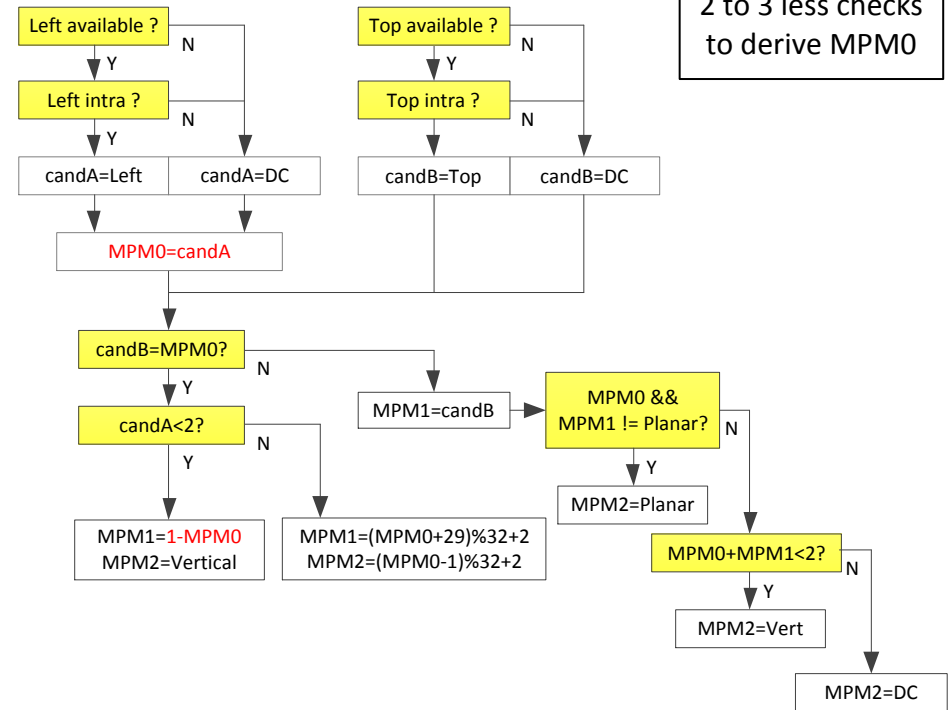 2 to 3 less checks
to derive MPM0
Left available ?
N
Y
Left intra ?
N
Y
candA=Left
candA=DC
MPM0=candA
Top available ?
N
Y
Top intra ?
N
Y
candB=Top
candB=DC
candB=MPM0?
N
Y
candA<2?
N
Y
MPM1=1-MPM0
MPM2=Vertical
MPM1=(MPM0+29)%32+2
MPM2=(MPM0-1)%32+2
MPM1=candB
MPM0 &&
MPM1 != Planar?
N
Y
MPM2=Planar
MPM0+MPM1<2?
N
Y
MPM2=Vert
MPM2=DC